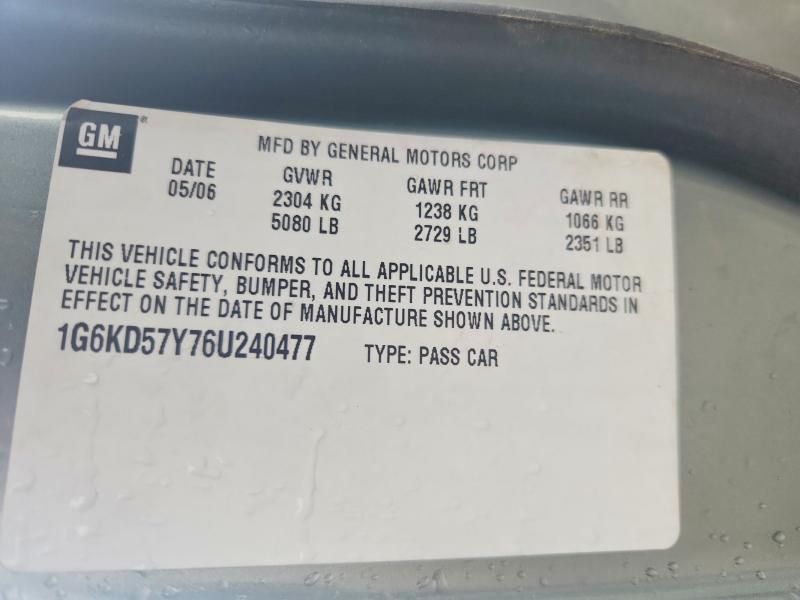 GM
MFD BY GENERAL MOTORS CORP
DATE GVWR GAWR FRT GAWR RR
05/06 2304 KG 1238 KG 1066 KG
5080 LB 2729 LB 2351 LB
THIS VEHICLE CONFORMS TO ALL APPLICABLE U.S. FEDERAL MOTOR
VEHICLE SAFETY, BUMPER, AND THEFT PREVENTION STANDARDS IN
EFFECT ON THE DATE OF MANUFACTURE SHOWN ABOVE.
1G6KD57Y76U240477 TYPE: PASS CAR